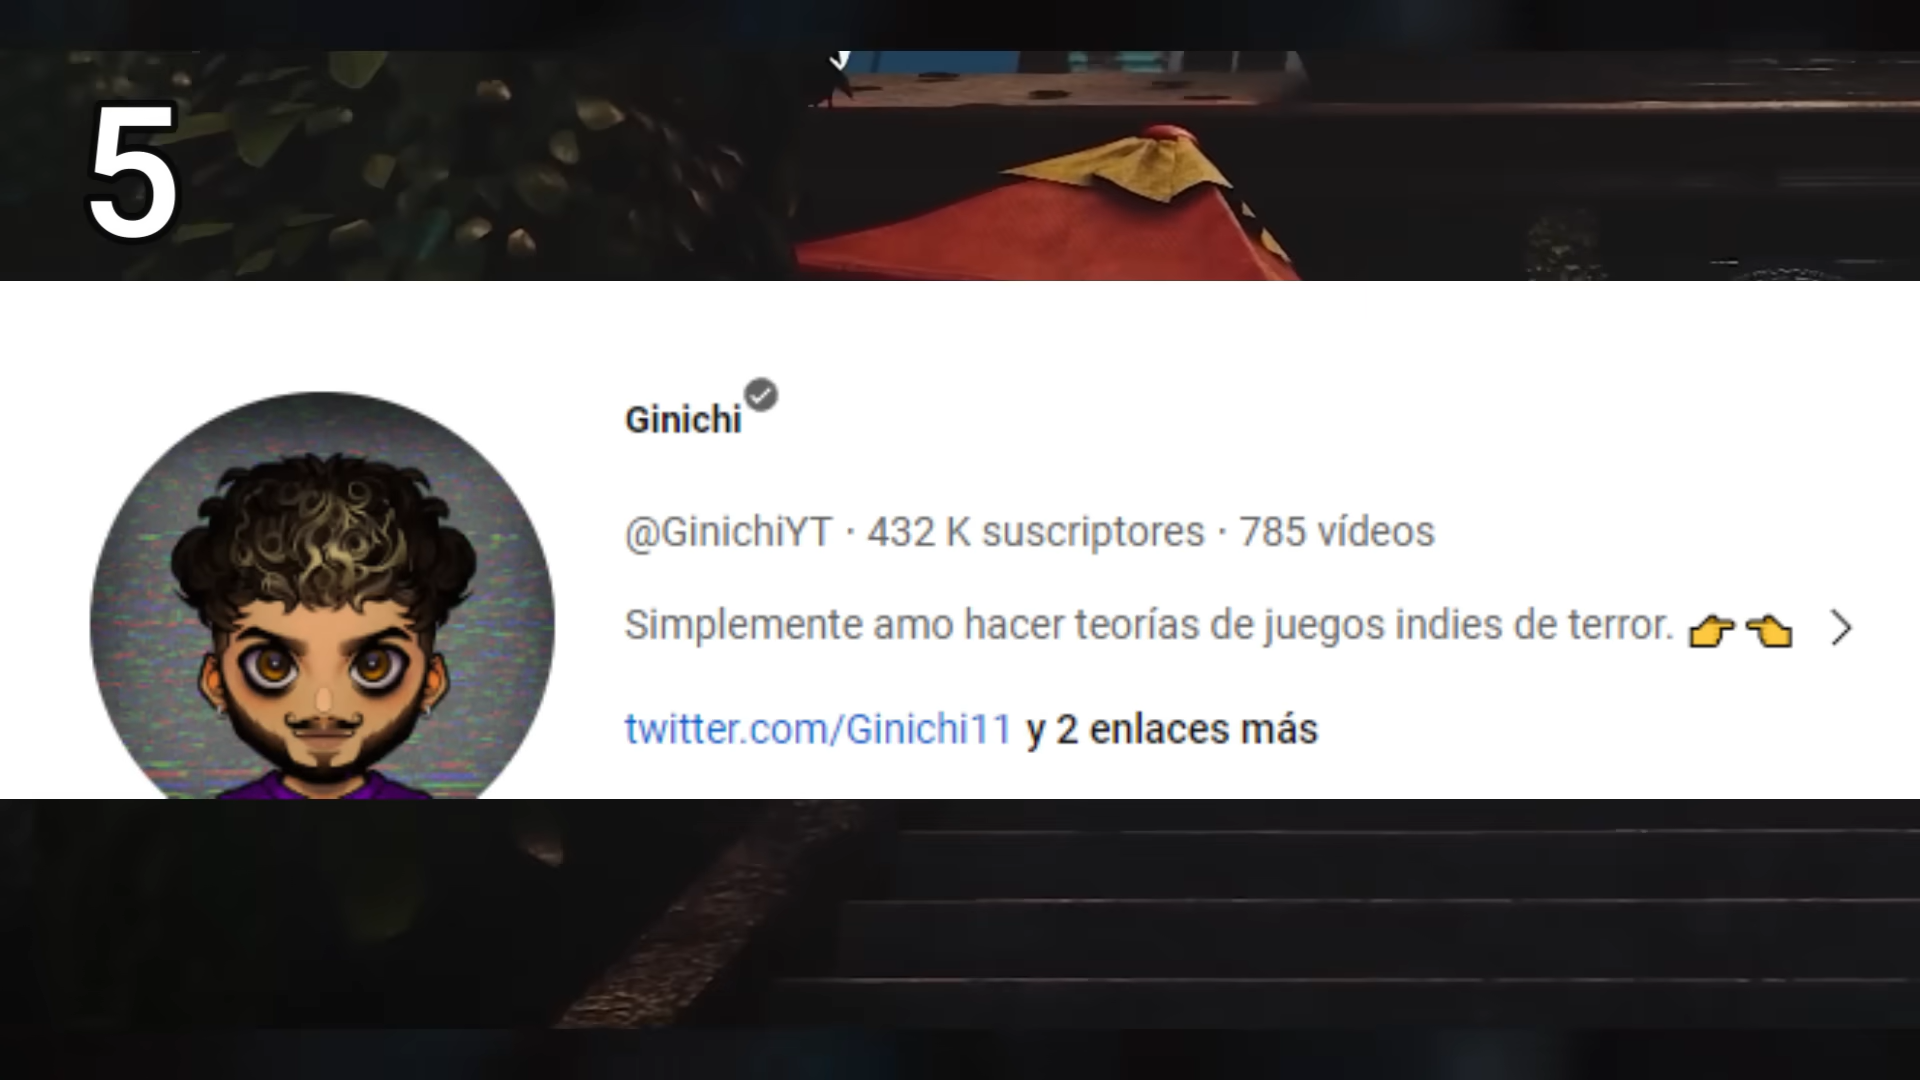 5
Ginichi
@GinichiYT · 432 K suscriptores · 785 vídeos
Simplemente amo hacer teorías de juegos indies de terror. 👉👈
twitter.com/Ginichi11 y 2 enlaces más